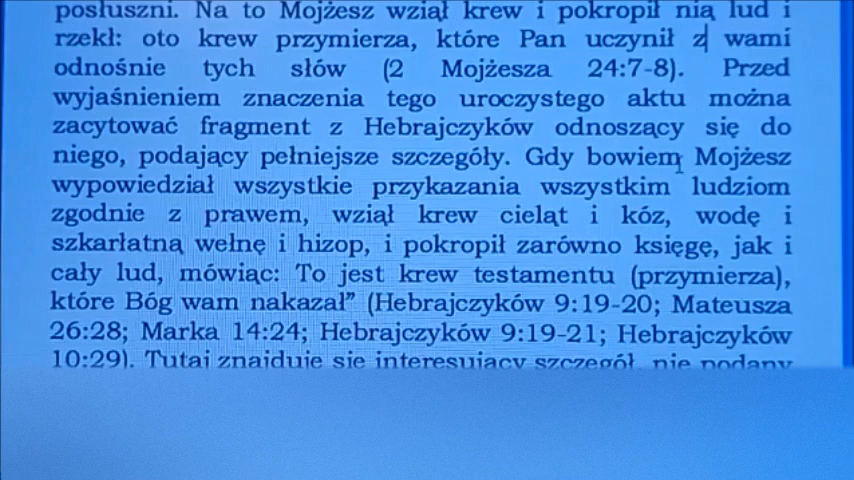 posłuszni. Na to Mojżesz wziął krew i pokropił nią lud i
rzekł: oto krew przymierza, które Pan uczynił z wami
odnośnie tych słów (2 Mojżesza 24:7-8). Przed
wyjaśnieniem znaczenia tego uroczystego aktu można
zacytować fragment z Hebrajczyków odnoszący się do
niego, podający pełniejsze szczegóły. Gdy bowiem Mojżesz
wypowiedział wszystkie przykazania wszystkim ludziom
zgodnie z prawem, wziął krew cieląt i kóz, wodę i
szkarłatną wełnę i hizop, i pokropił zarówno księgę, jak i
cały lud, mówiąc: To jest krew testamentu (przymierza),
które Bóg wam nakazał” (Hebrajczyków 9:19-20; Mateusza
26:28; Marka 14:24; Hebrajczyków 9:19-21; Hebrajczyków
10:29). Tutaj znajduje się interesujący szczegół, nie podany